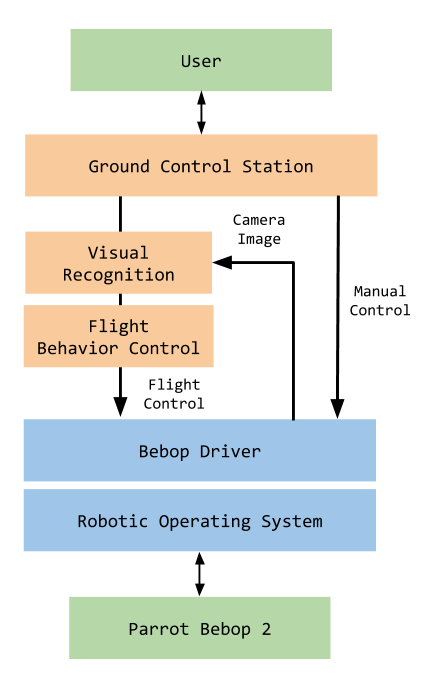 User
Ground Control Station
Camera
Image
Visual
Recognition
Manual
Control
Flight
Behavior Control
Flight
Control
Bebop Driver
Robotic Operating System
Parrot Bebop 2